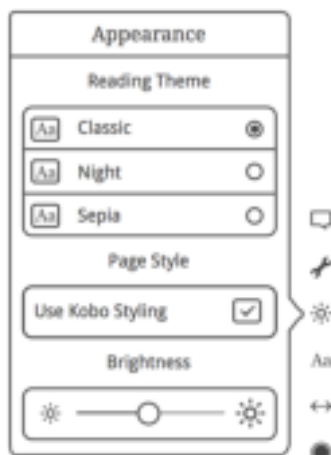 Appearance
Reading Theme
Aa Classic
Aa Night
Aa Sepia
Page Style
Use Kobo Styling
Brightness
Aa